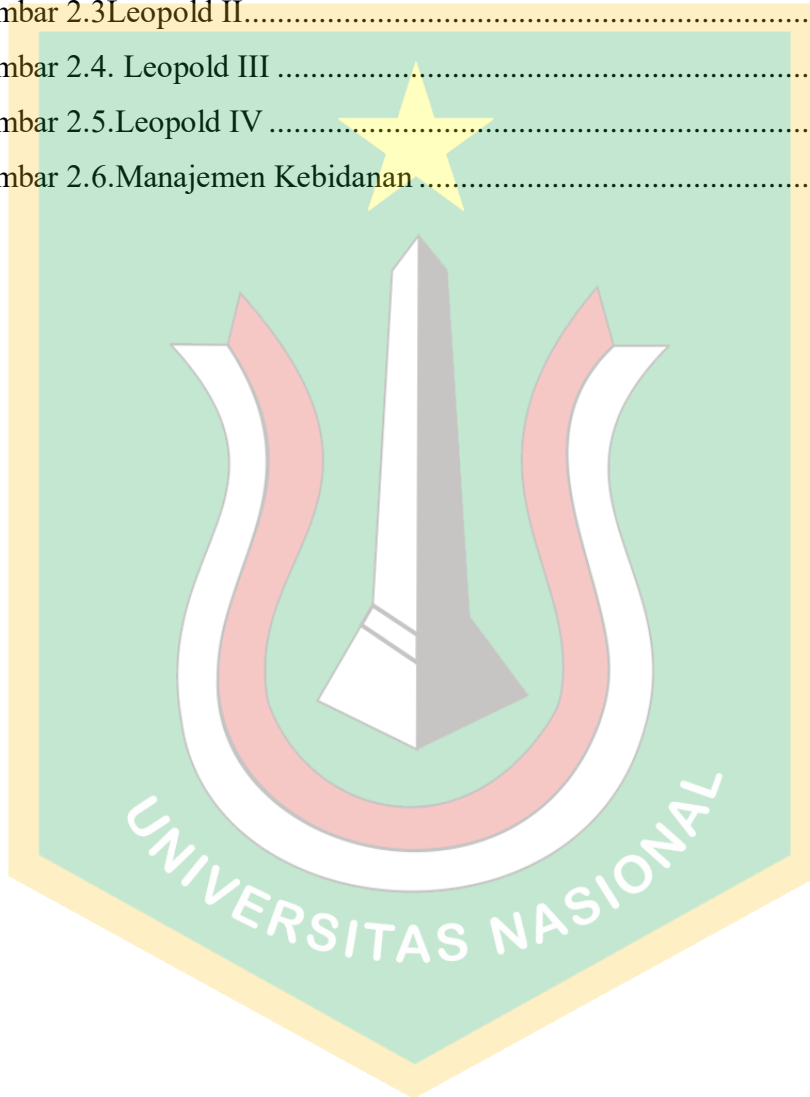 mbar 2.3Leopold II..........................................................................
mbar 2.4. Leopold III ......................................................................
mbar 2.5.Leopold IV .......................................................................
mbar 2.6.Manajemen Kebidanan ......................................................
UNIVERSITAS NASIONAL